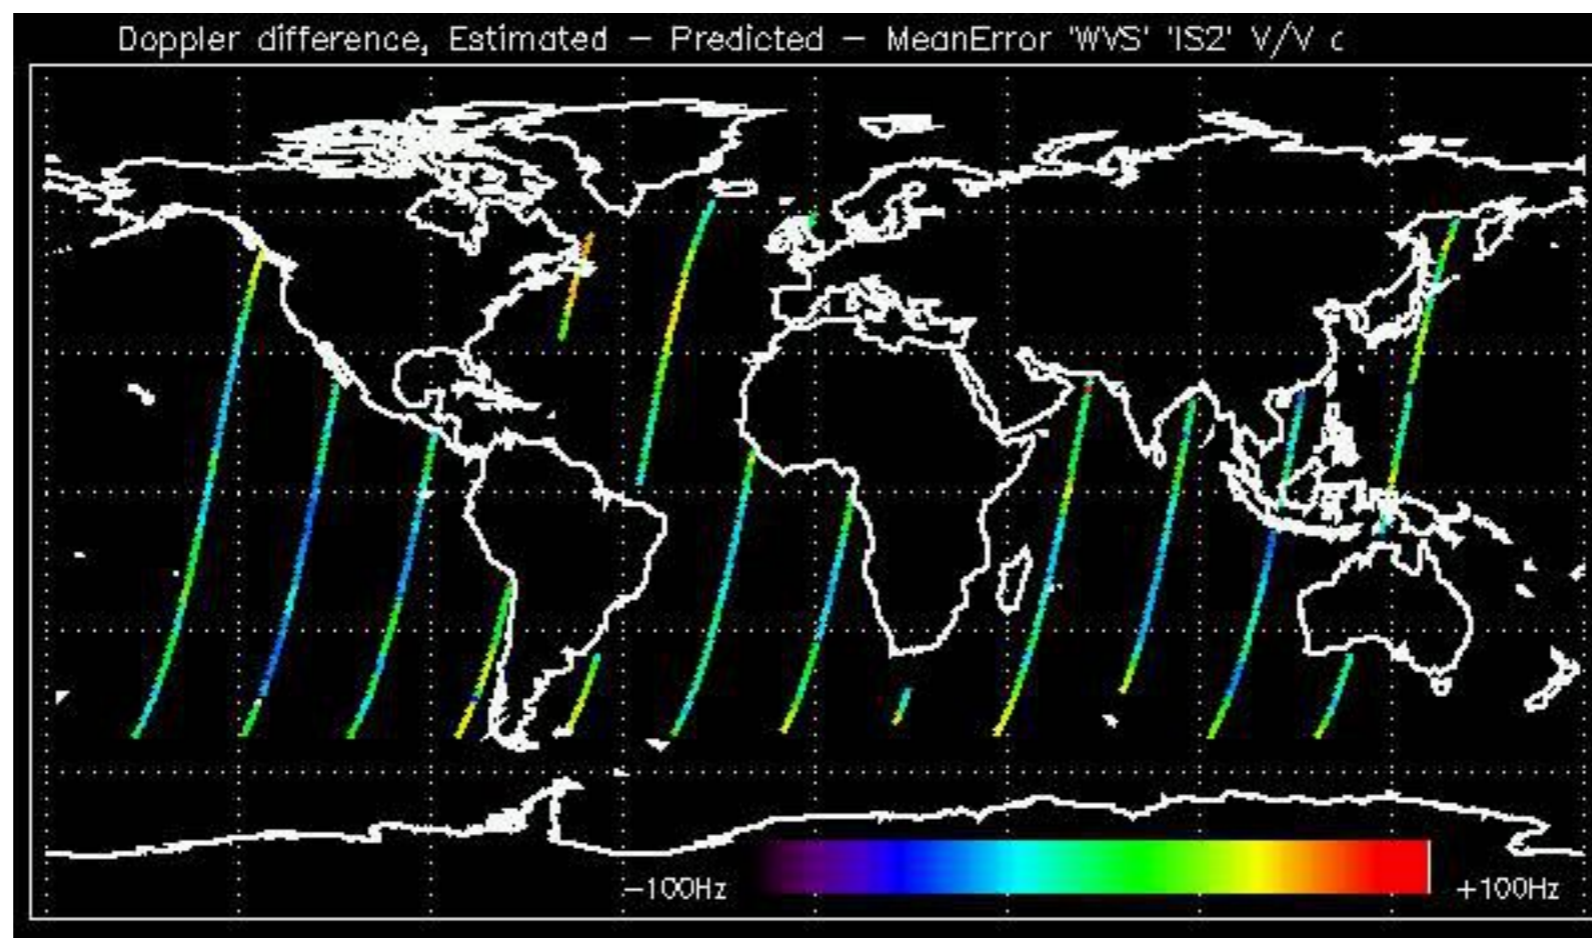 Doppler difference, Estimated − Predicted − MeanError 'WVS' 'IS2' V/V c
−100Hz
+100Hz